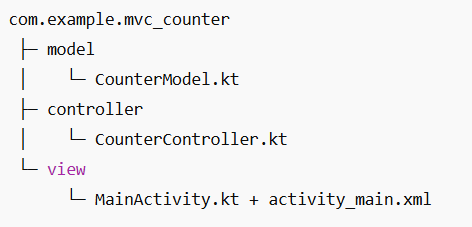 com.example.mvc_counter
├─ model
│   └─ CounterModel.kt
├─ controller
│   └─ CounterController.kt
└─ view
    └─ MainActivity.kt + activity_main.xml